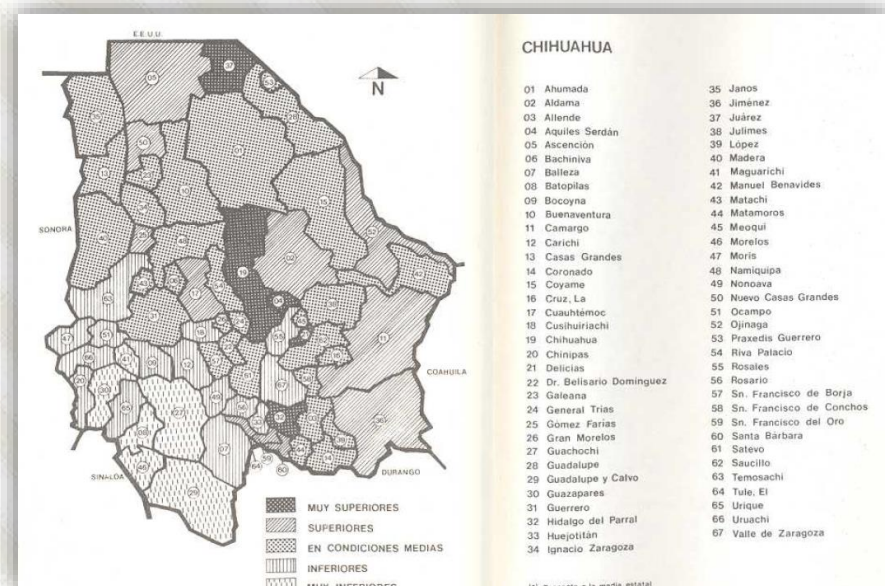 E.E.U.U.
N
SONORA
COAHUILA
SINALOA
DURANGO
MUY SUPERIORES
SUPERIORES
EN CONDICIONES MEDIAS
INFERIORES
MUY INFERIORES
CHIHUAHUA
01 Ahumada
02 Aldama
03 Allende
04 Aquiles Serdán
05 Ascención
06 Bachiniva
07 Balleza
08 Batopilas
09 Bocoyna
10 Buenaventura
11 Camargo
12 Carichi
13 Casas Grandes
14 Coronado
15 Coyame
16 Cruz, La
17 Cuauhtémoc
18 Cusihuiriachi
19 Chihuahua
20 Chinipas
21 Delicias
22 Dr. Belisario Domínguez
23 Galeana
24 General Trías
25 Gómez Farías
26 Gran Morelos
27 Guachochi
28 Guadalupe
29 Guadalupe y Calvo
30 Guazapares
31 Guerrero
32 Hidalgo del Parral
33 Huejotitán
34 Ignacio Zaragoza
35 Janos
36 Jiménez
37 Juárez
38 Julimes
39 López
40 Madera
41 Maguarichi
42 Manuel Benavides
43 Matachi
44 Matamoros
45 Meoqui
46 Morelos
47 Moris
48 Namiquipa
49 Nonoava
50 Nuevo Casas Grandes
51 Ocampo
52 Ojinaga
53 Praxedis Guerrero
54 Riva Palacio
55 Rosales
56 Rosario
57 Sn. Francisco de Borja
58 Sn. Francisco de Conchos
59 Sn. Francisco del Oro
60 Santa Bárbara
61 Satevo
62 Saucillo
63 Temosachi
64 Tule, El
65 Urique
66 Uruachi
67 Valle de Zaragoza